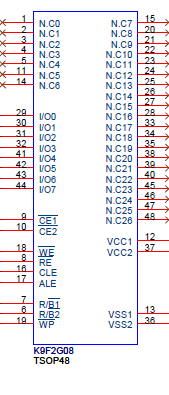 1 N.C0
2 N.C1
3 N.C2
4 N.C3
5 N.C4
11 N.C5
14 N.C6
29 I/O0
30 I/O1
31 I/O2
32 I/O3
41 I/O4
42 I/O5
43 I/O6
44 I/O7
9 CE1
10 CE2
18 WE
8 RE
16 CLE
17 ALE
7 R/B1
6 R/B2
19 WP
N.C7 15
N.C8 20
N.C9 21
N.C10 22
N.C11 23
N.C12 24
N.C13 25
N.C14 26
N.C15 27
N.C16 28
N.C17 33
N.C18 34
N.C19 35
N.C20 38
N.C21 39
N.C22 40
N.C23 45
N.C24 46
N.C25 47
N.C26 48
VCC1 12
VCC2 37
VSS1 13
VSS2 36
K9F2G08
TSOP48